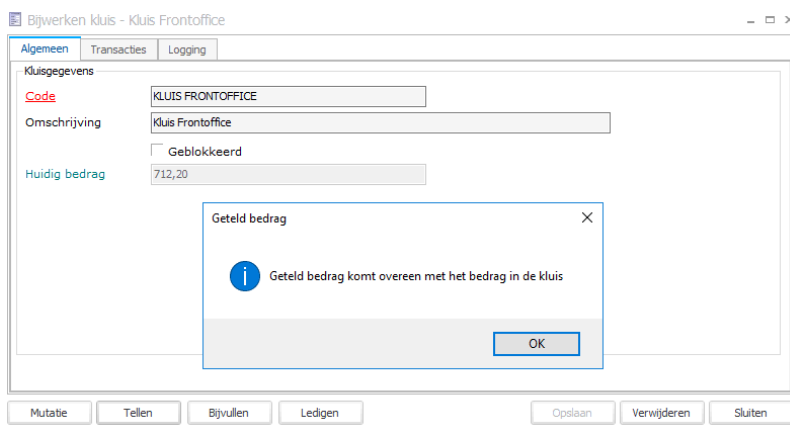 Bijwerken kluis - Kluis Frontoffice
Algemeen Transacties Logging
Kluisgegevens
Code KLUIS FRONTOFFICE
Omschrijving Kluis Frontoffice
Geblokkeerd
Huidig bedrag 712,20
Geteld bedrag
Geteld bedrag komt overeen met het bedrag in de kluis
OK
Mutatie Tellen Bijvullen Ledigen Opslaan Verwijderen Sluiten